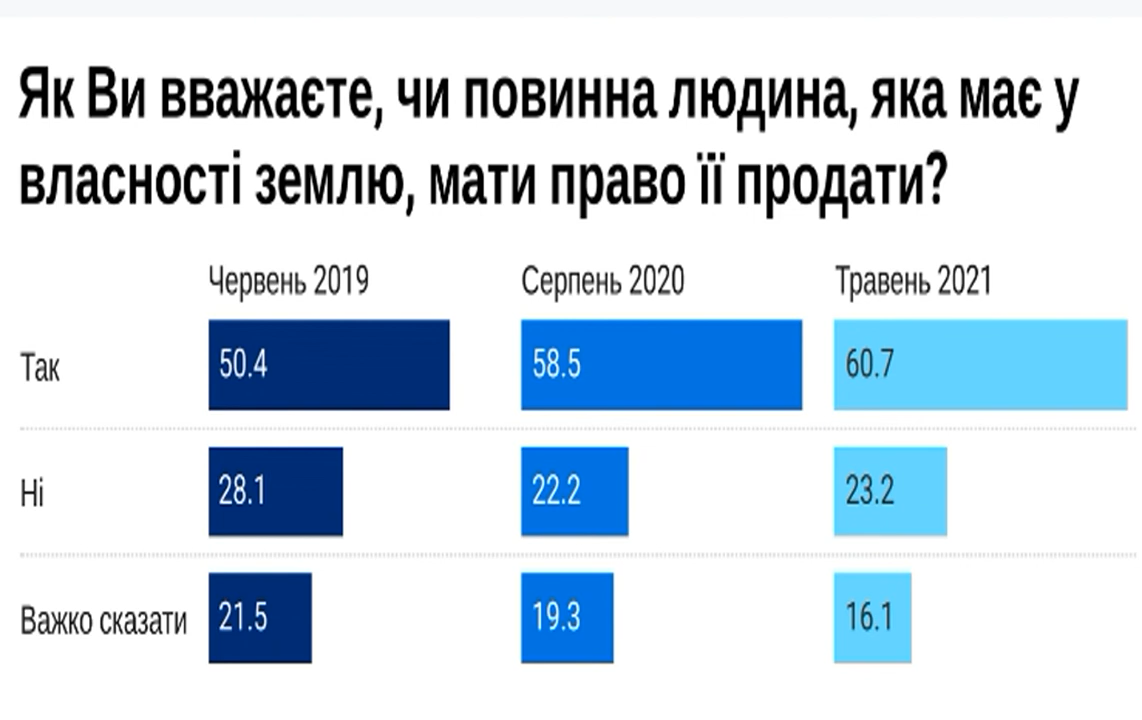 Як Ви вважаєте, чи повинна людина, яка має у
власності землю, мати право її продати?
Червень 2019 Серпень 2020 Травень 2021
Так 50.4 58.5 60.7
Ні 28.1 22.2 23.2
Важко сказати 21.5 19.3 16.1